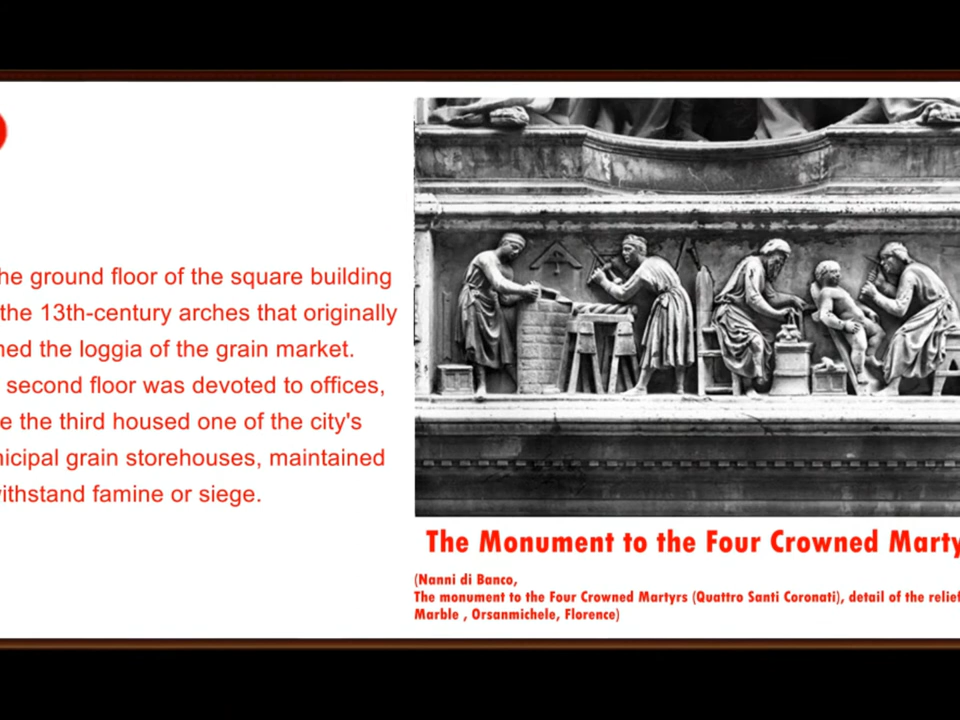 he ground floor of the square building
the 13th-century arches that originally
ned the loggia of the grain market.
second floor was devoted to offices,
e the third housed one of the city's
icipal grain storehouses, maintained
ithstand famine or siege.
The Monument to the Four Crowned Marty
(Nanni di Banco,
The monument to the Four Crowned Martyrs (Quattro Santi Coronati), detail of the relief
Marble , Orsanmichele, Florence)